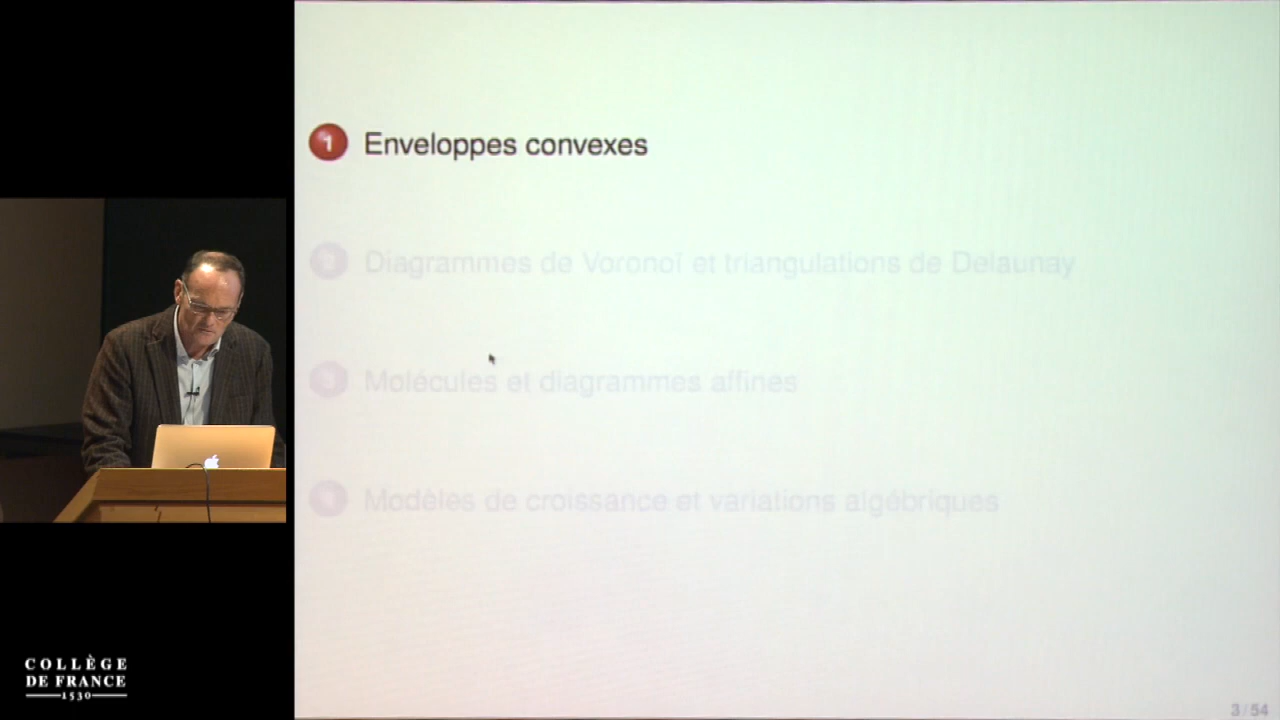 1 Enveloppes convexes
2 Diagrammes de Voronoï et triangulations de Delaunay
3 Molécules et diagrammes affines
4 Modèles de croissance et variations algébriques
COLLÈGE
DE FRANCE
1530
3 / 54